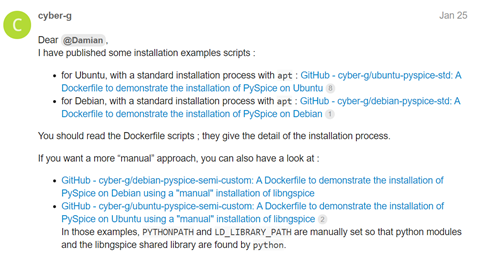 C
cyber-g
Jan 25
Dear @Damian ,
I have published some installation examples scripts :
for Ubuntu, with a standard installation process with apt : GitHub - cyber-g/ubuntu-pyspice-std: A
Dockerfile to demonstrate the installation of PySpice on Ubuntu 8
for Debian, with a standard installation process with apt : GitHub - cyber-g/debian-pyspice-std: A
Dockerfile to demonstrate the installation of PySpice on Debian 1
You should read the Dockerfile scripts ; they give the detail of the installation process.
If you want a more “manual” approach, you can also have a look at :
GitHub - cyber-g/debian-pyspice-semi-custom: A Dockerfile to demonstrate the installation of
PySpice on Debian using a "manual" installation of libngspice
GitHub - cyber-g/ubuntu-pyspice-semi-custom: A Dockerfile to demonstrate the installation of
PySpice on Ubuntu using a "manual" installation of libngspice 2
In those examples, PYTHONPATH and LD_LIBRARY_PATH are manually set so that python modules
and the libngspice shared library are found by python.